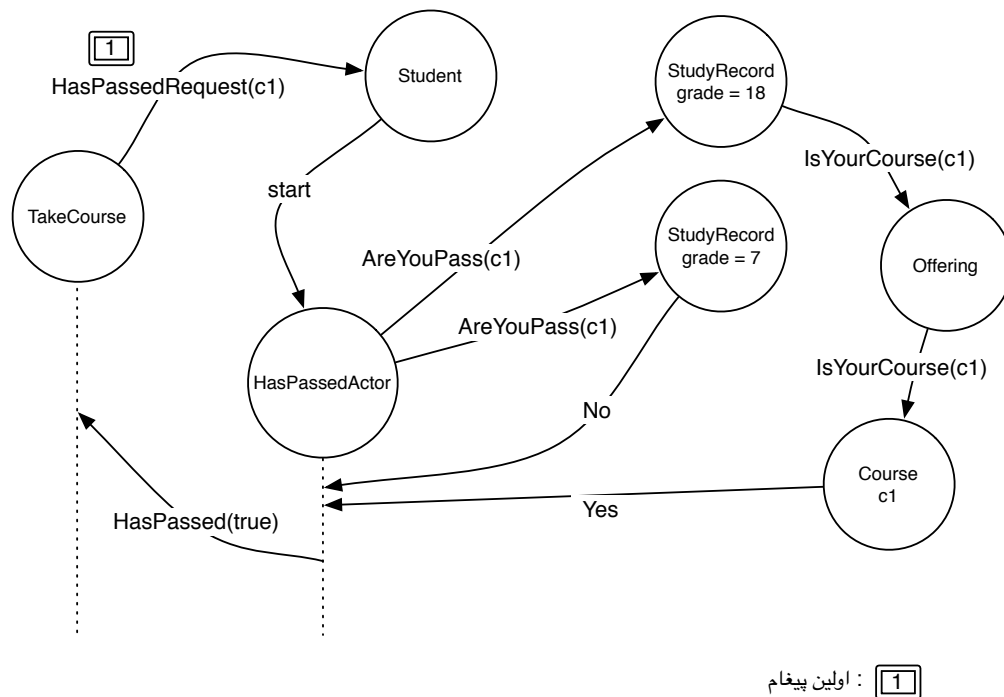 1
HasPassedRequest(c1)
Student
StudyRecord
grade = 18
IsYourCourse(c1)
TakeCourse
start
StudyRecord
grade = 7
AreYouPass(c1)
Offering
AreYouPass(c1)
IsYourCourse(c1)
HasPassedActor
No
Course
c1
Yes
HasPassed(true)
1 : اولین پیغام